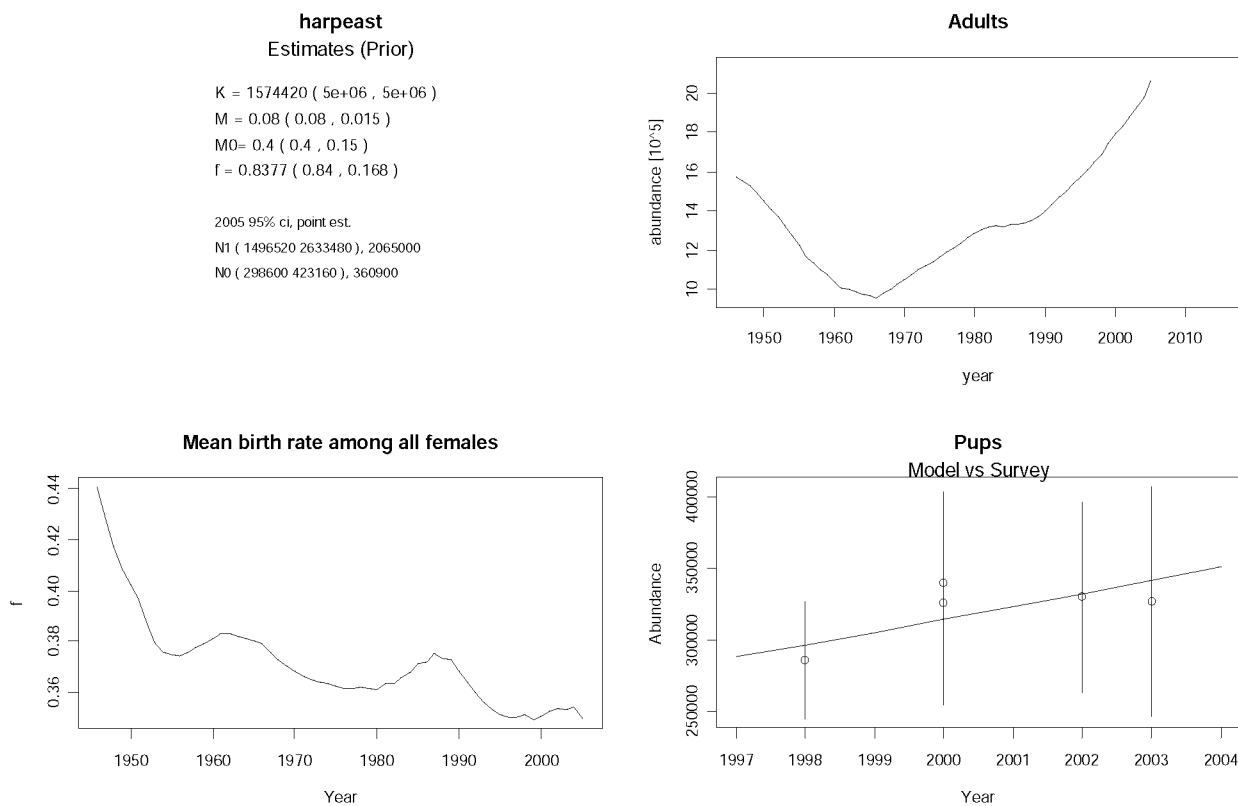 harpeast
Estimates (Prior)
K = 1574420 ( 5e+06 , 5e+06 )
M = 0.08 ( 0.08 , 0.015 )
M0= 0.4 ( 0.4 , 0.15 )
f = 0.8377 ( 0.84 , 0.168 )
2005 95% ci, point est.
N1 ( 1496520 2633480 ), 2065000
N0 ( 298600 423160 ), 360900
Adults
abundance [10^5]
20
18
16
14
12
10
1950 1960 1970 1980 1990 2000 2010
year
Mean birth rate among all females
f
0.44
0.42
0.40
0.38
0.36
1950 1960 1970 1980 1990 2000
Year
Pups
Model vs Survey
Abundance
400000
350000
300000
250000
1997 1998 1999 2000 2001 2002 2003 2004
Year